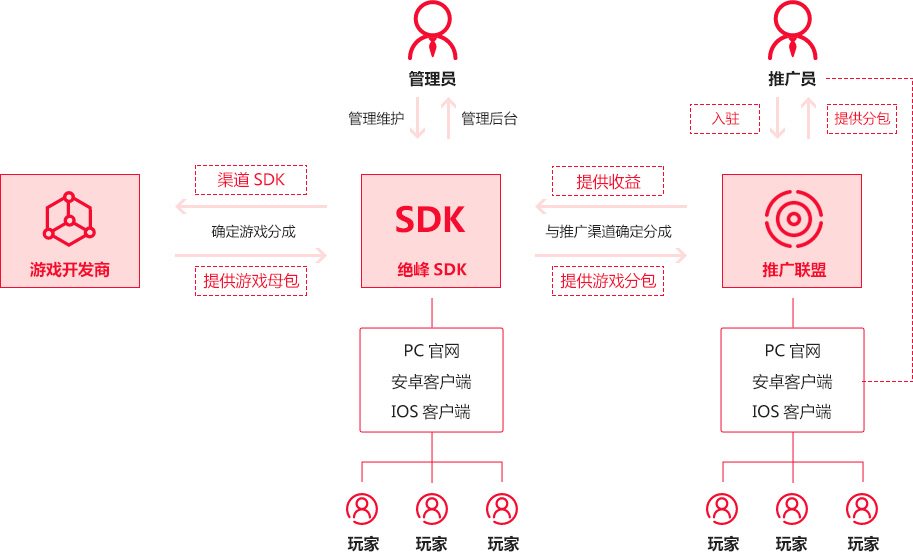 管理员
推广员
管理维护
管理后台
入驻
提供分包
渠道 SDK
提供收益
确定游戏分成
SDK
与推广渠道确定分成
游戏开发商
提供游戏母包
绝峰 SDK
提供游戏分包
推广联盟
PC 官网
安卓客户端
IOS 客户端
PC 官网
安卓客户端
IOS 客户端
玩家
玩家
玩家
玩家
玩家
玩家